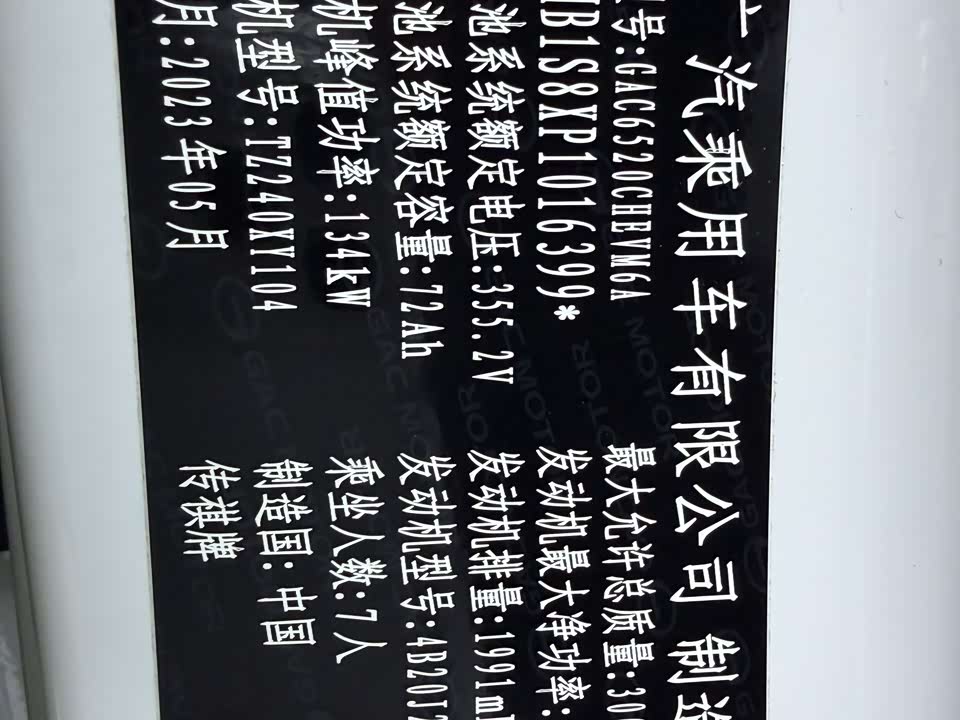 汽乘用车有限公司 制造
号:GAC6520CHEVM6A 最大允许总质量:30
B1S8XP1016399* 发动机最大净功率:
池系统额定电压:355.2V 发动机排量:1991m
池系统额定容量:72Ah 发动机型号:4B20J
机峰值功率:134kW 乘坐人数:7人
机型号:TZ240XY104 制造国:中国
月:2023年05月 传祺牌
GAC MOTOR